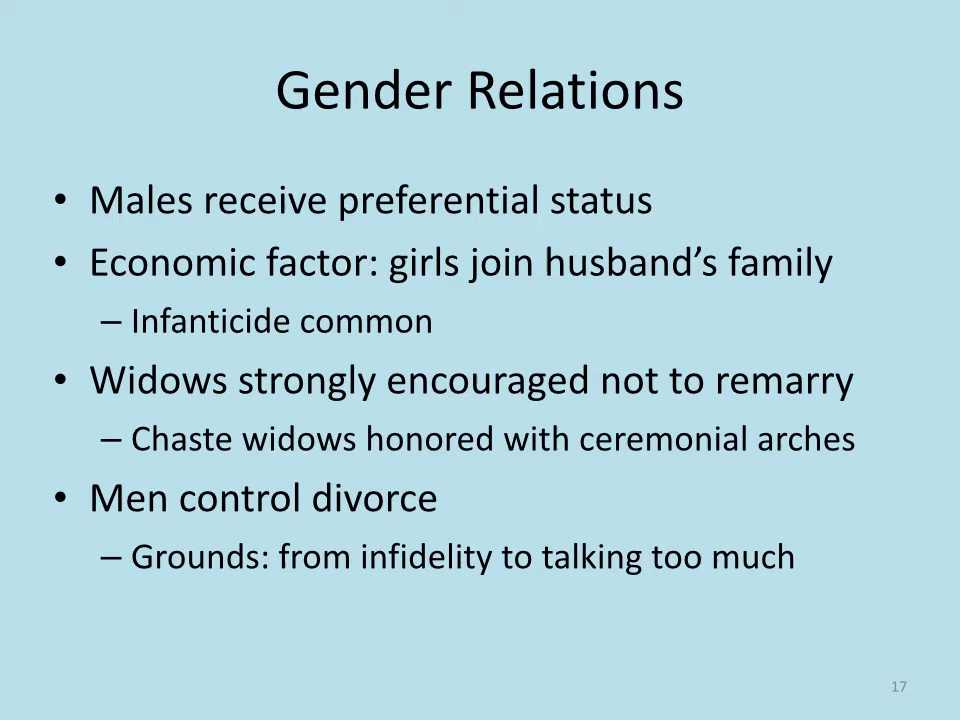 Gender Relations
• Males receive preferential status
• Economic factor: girls join husband’s family
– Infanticide common
• Widows strongly encouraged not to remarry
– Chaste widows honored with ceremonial arches
• Men control divorce
– Grounds: from infidelity to talking too much
17